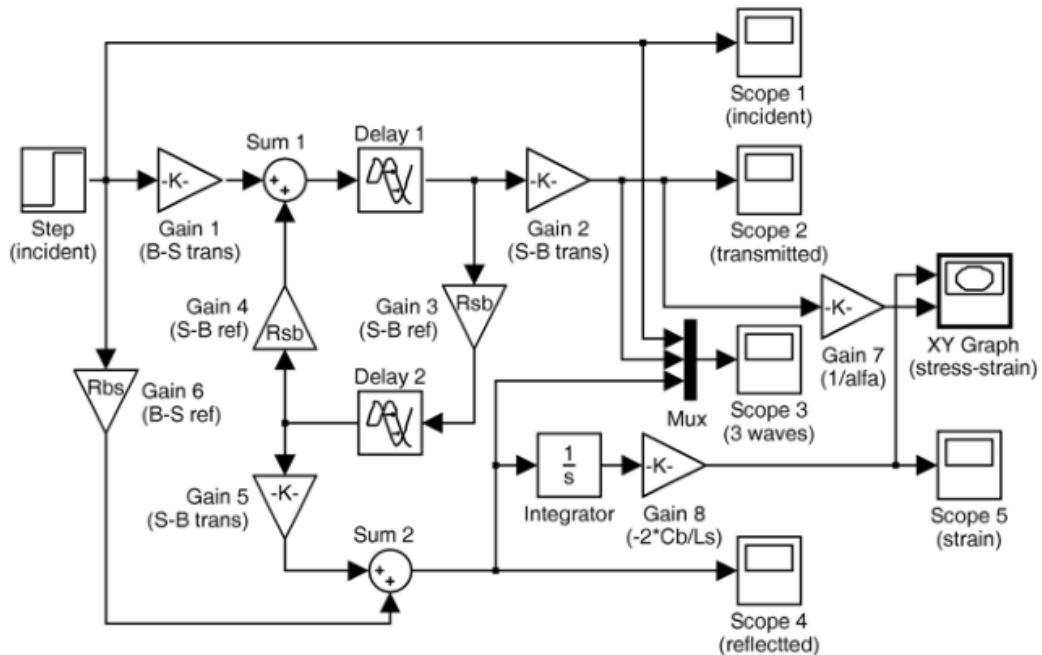 Scope 1
(incident)
Sum 1
Delay 1
+
+
-K-
-K-
Step
(incident)
Gain 1
(B-S trans)
Gain 2
(S-B trans)
Scope 2
(transmitted)
Gain 4
(S-B ref)
Rsb
Gain 3
(S-B ref)
Rsb
-K-
Gain 7
(1/alfa)
XY Graph
(stress-strain)
Rbs
Gain 6
(B-S ref)
Delay 2
Mux
Scope 3
(3 waves)
-K-
Gain 5
(S-B trans)
1
s
Integrator
-K-
Gain 8
(-2*Cb/Ls)
Scope 5
(strain)
Sum 2
+
+
Scope 4
(reflectted)